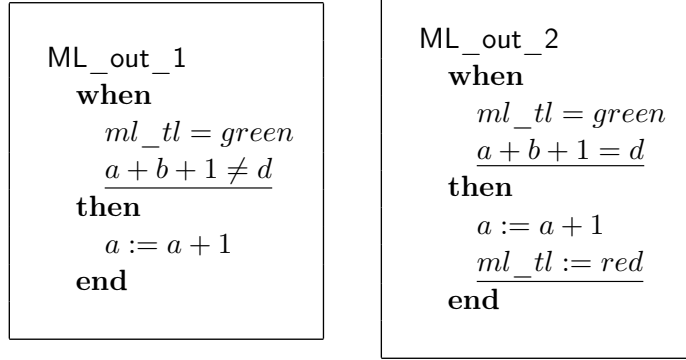 ML_out_1
when
ml_tl = green
a + b + 1 ≠ d
then
a := a + 1
end
ML_out_2
when
ml_tl = green
a + b + 1 = d
then
a := a + 1
ml_tl := red
end